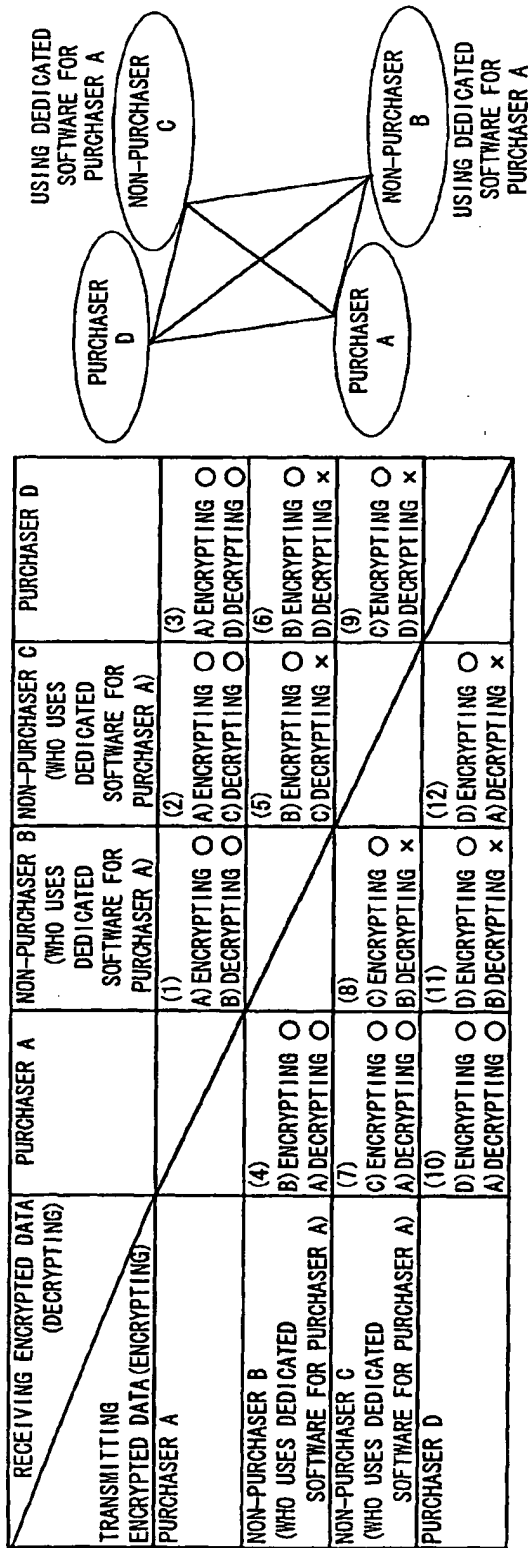 RECEIVING ENCRYPTED DATA
(DECRYPTING)
TRANSMITTING
ENCRYPTED DATA(ENCRYPTING)
PURCHASER A
NON-PURCHASER B
(WHO USES
DEDICATED
SOFTWARE FOR
PURCHASER A)
NON-PURCHASER C
(WHO USES
DEDICATED
SOFTWARE FOR
PURCHASER A)
PURCHASER D
PURCHASER A
(1)
A)ENCRYPTING ○
B)DECRYPTING ○
(2)
A)ENCRYPTING ○
C)DECRYPTING ○
(3)
A)ENCRYPTING ○
D)DECRYPTING ○
NON-PURCHASER B
(WHO USES DEDICATED
SOFTWARE FOR PURCHASER A)
(4)
B)ENCRYPTING ○
A)DECRYPTING ○
(5)
B)ENCRYPTING ○
C)DECRYPTING ×
(6)
B)ENCRYPTING ○
D)DECRYPTING ×
NON-PURCHASER C
(WHO USES DEDICATED
SOFTWARE FOR PURCHASER A)
(7)
C)ENCRYPTING ○
A)DECRYPTING ○
(8)
C)ENCRYPTING ○
B)DECRYPTING ×
(9)
C)ENCRYPTING ○
D)DECRYPTING ×
PURCHASER D
(10)
D)ENCRYPTING ○
A)DECRYPTING ○
(11)
D)ENCRYPTING ○
B)DECRYPTING ×
(12)
D)ENCRYPTING ○
A)DECRYPTING ×
USING DEDICATED
SOFTWARE FOR
PURCHASER A
PURCHASER
D
NON-PURCHASER
C
PURCHASER
A
NON-PURCHASER
B
USING DEDICATED
SOFTWARE FOR
PURCHASER A